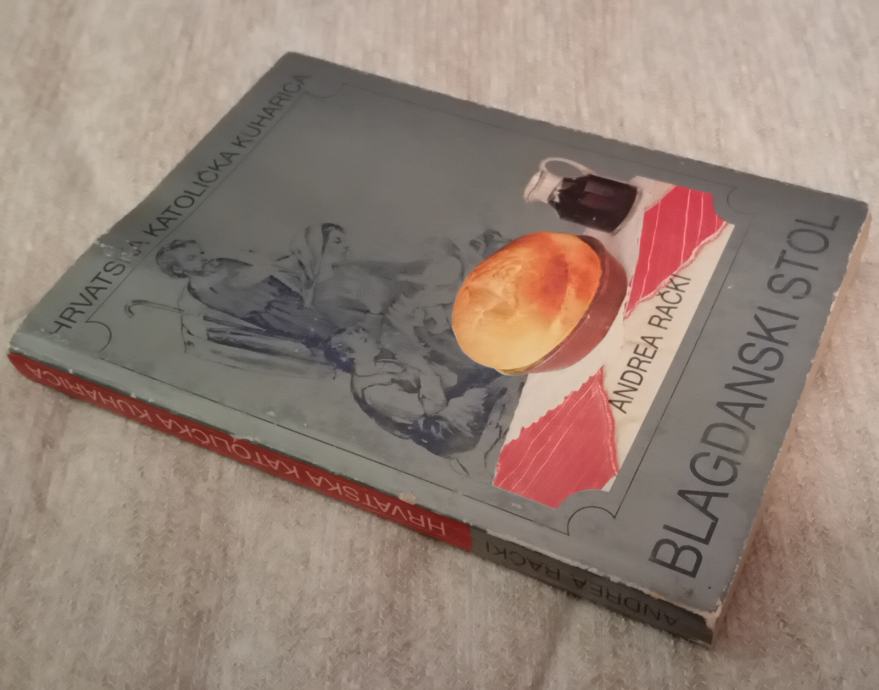 HRVATSKA KATOLIČKA KUHARICA
ANDREA RAČKI
BLAGDANSKI STOL
ANDREA RAČKI
HRVATSKA KATOLIČKA KUHARICA